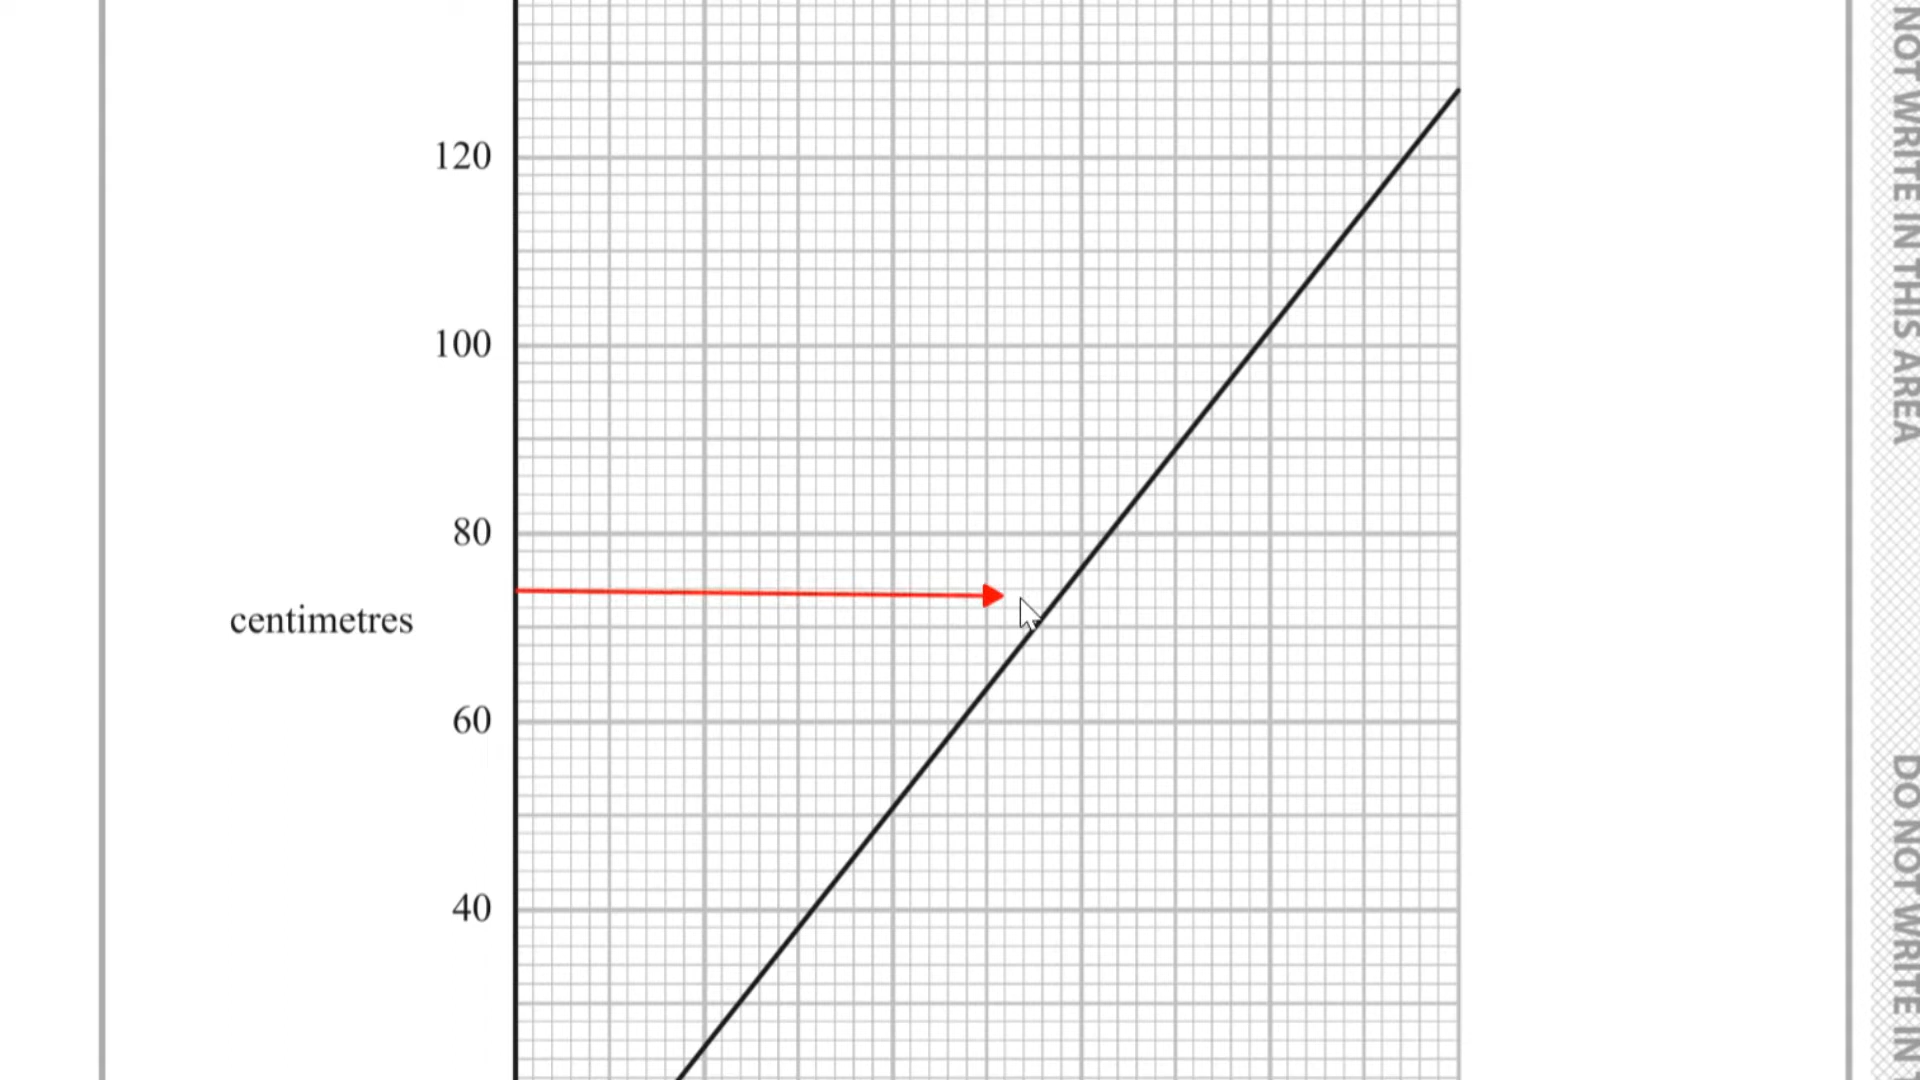 120
100
80
centimetres
60
40
NOT WRITE IN THIS AREA
DO NOT WRITE IN